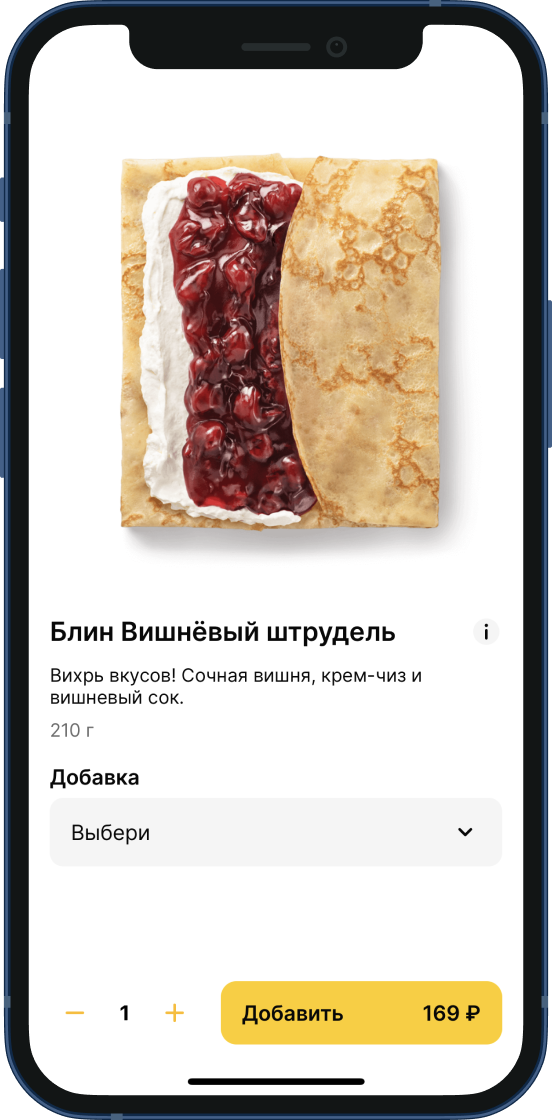 Блин Вишнёвый штрудель
i
Вихрь вкусов! Сочная вишня, крем-чиз и
вишневый сок.
210 г
Добавка
Выбери
— 1 +
Добавить 169 ₽